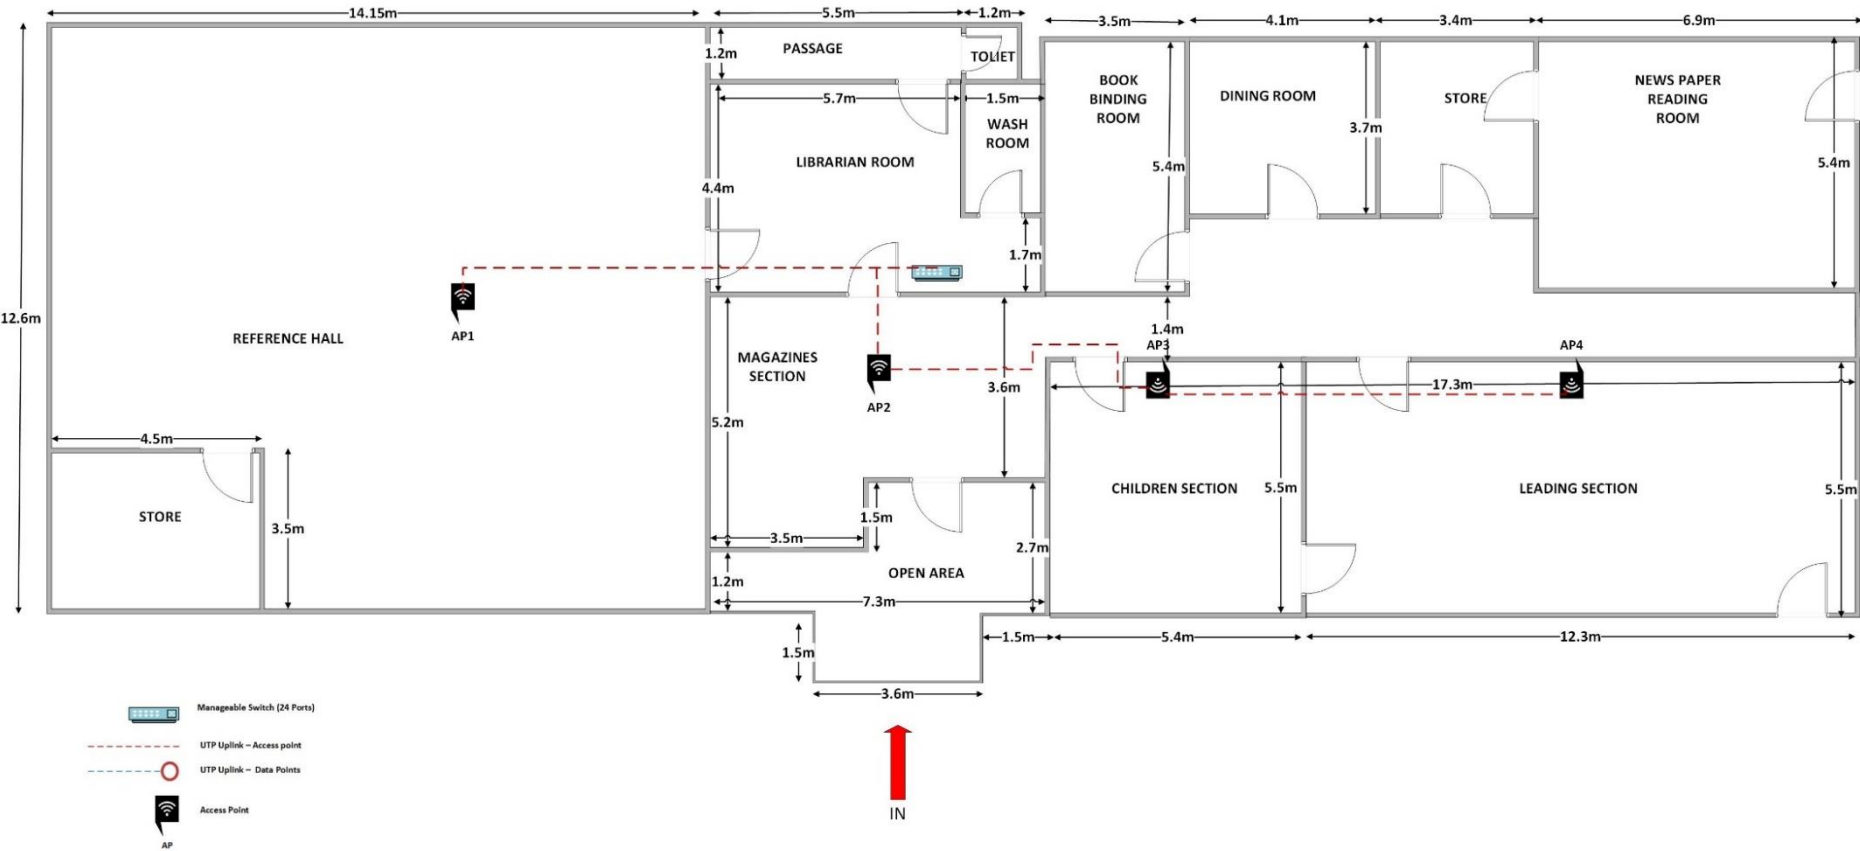 14.15m
5.5m
1.2m
3.5m
4.1m
3.4m
6.9m
1.2m
PASSAGE
TOLIET
BOOK
BINDING
ROOM
DINING ROOM
STORE
NEWS PAPER
READING
ROOM
5.7m
1.5m
WASH
ROOM
3.7m
LIBRARIAN ROOM
5.4m
5.4m
4.4m
1.7m
12.6m
REFERENCE HALL
AP1
MAGAZINES
SECTION
AP2
3.6m
1.4m
AP3
AP4
17.3m
5.2m
4.5m
STORE
3.5m
1.5m
3.5m
2.7m
CHILDREN SECTION
5.5m
LEADING SECTION
5.5m
OPEN AREA
1.2m
7.3m
1.5m
1.5m
5.4m
12.3m
3.6m
IN
Manageable Switch (24 Ports)
UTP Uplink – Access point
UTP Uplink – Data Points
Access Point
AP